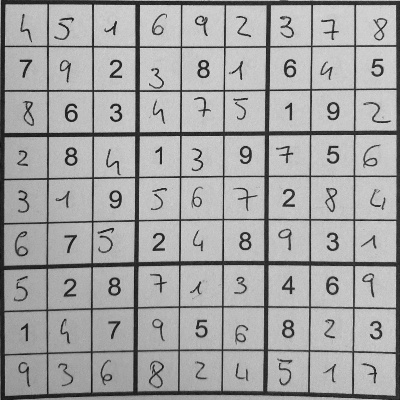 4 5 1 6 9 2 3 7 8
7 9 2 3 8 1 6 4 5
8 6 3 4 7 5 1 9 2
2 8 4 1 3 9 7 5 6
3 1 9 5 6 7 2 8 4
6 7 5 2 4 8 9 3 1
5 2 8 7 1 3 4 6 9
1 4 7 9 5 6 8 2 3
9 3 6 8 2 4 5 1 7